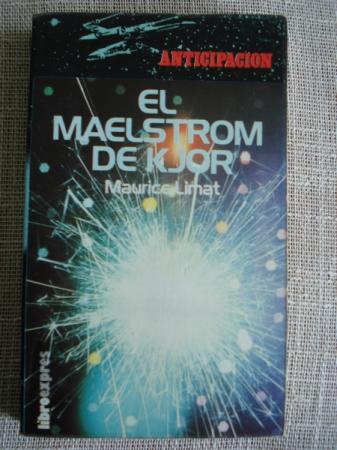 ANTICIPACION
EL
MAELSTROM
DE KJOR
Maurice Limat
libroexpres